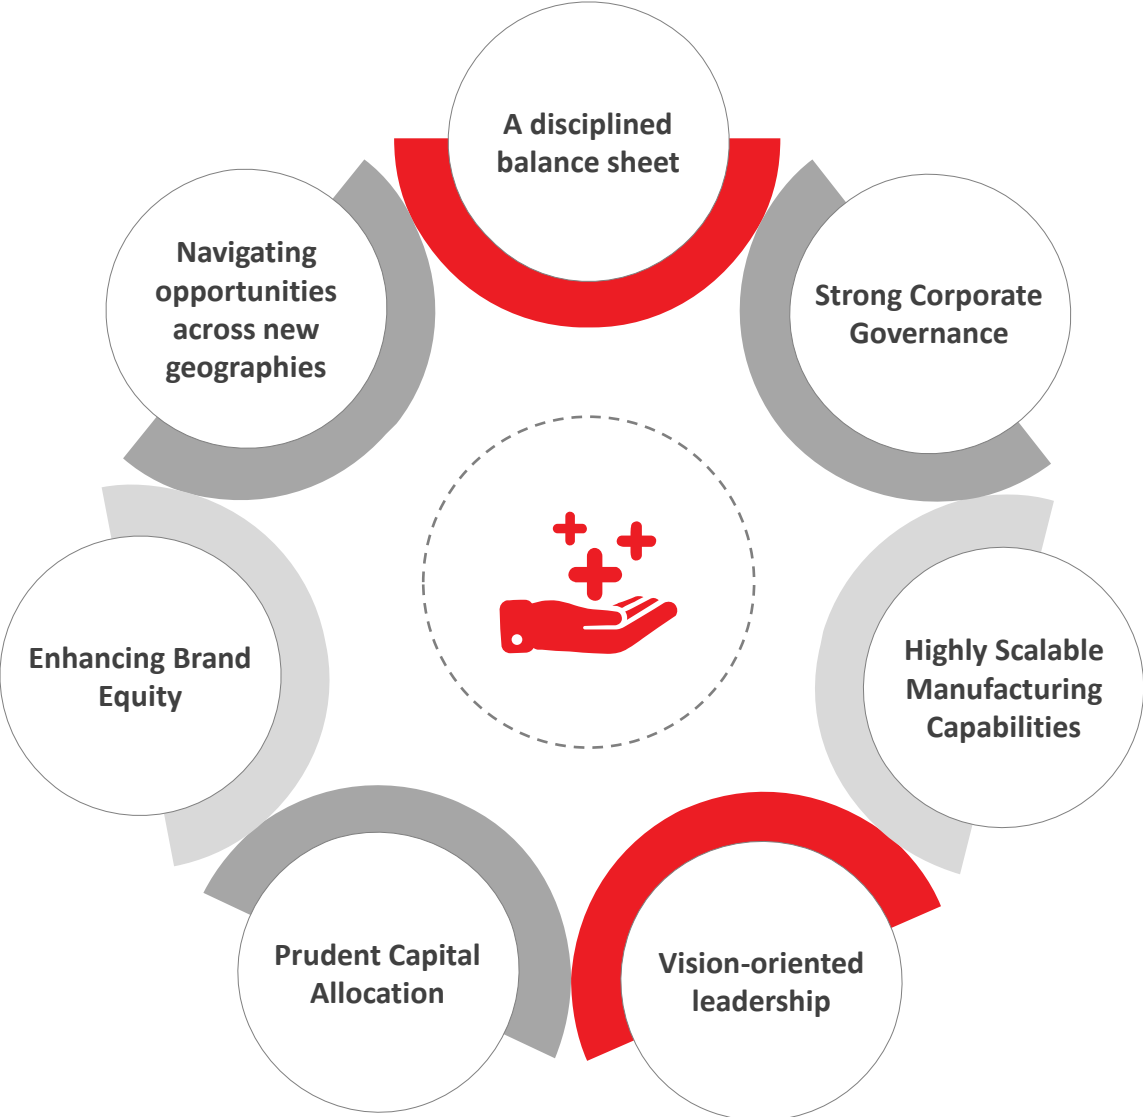 A disciplined
balance sheet
Strong Corporate
Governance
Highly Scalable
Manufacturing
Capabilities
Vision-oriented
leadership
Prudent Capital
Allocation
Enhancing Brand
Equity
Navigating
opportunities
across new
geographies